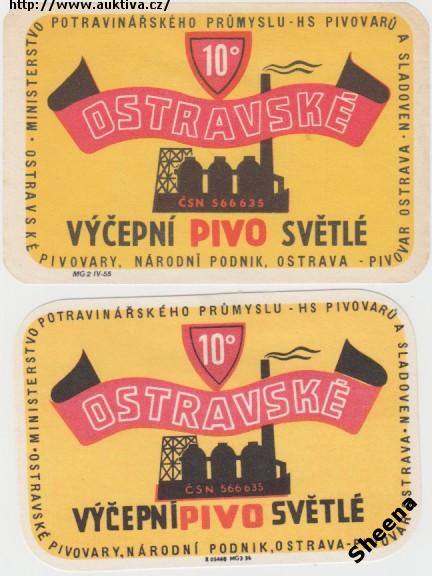 http://www.auktiva.cz/
MINISTERSTVO POTRAVINÁŘSKÉHO PRŮMYSLU - HS PIVOVARŮ A SLADOVEN ·
10°
OSTRAVSKÉ
ČSN 566635
VÝČEPNÍ PIVO SVĚTLÉ
OSTRAVSKÉ PIVOVARY, NÁRODNÍ PODNIK, OSTRAVA - PIVOVAR OSTRAVA ·
MG 2 IV-55
MINISTERSTVO POTRAVINÁŘSKÉHO PRŮMYSLU - HS PIVOVARŮ A SLADOVEN ·
10°
OSTRAVSKÉ
ČSN 566635
VÝČEPNÍ PIVO SVĚTLÉ
OSTRAVSKÉ PIVOVARY, NÁRODNÍ PODNIK, OSTRAVA - PIVOVAR OSTRAVA ·
Sheena